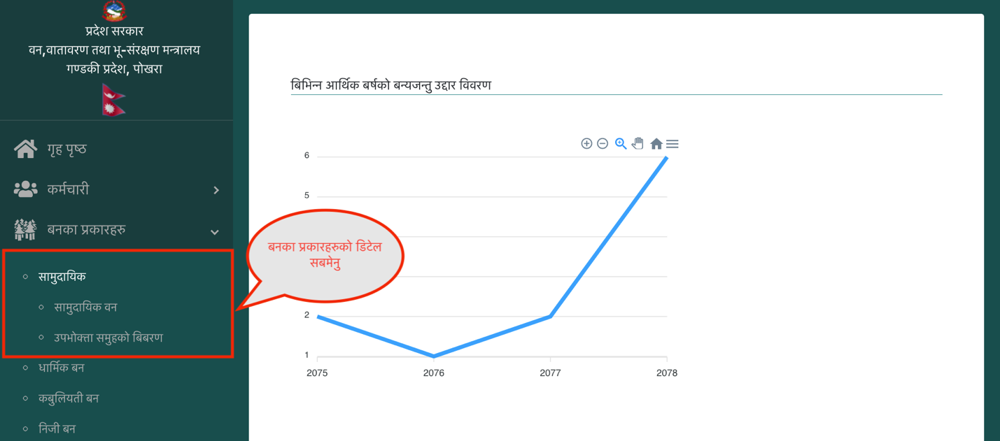 प्रदेश सरकार
वन,वातावरण तथा भू-संरक्षण मन्त्रालय
गण्डकी प्रदेश, पोखरा
गृह पृष्ठ
कर्मचारी
बनका प्रकारहरु
सामुदायिक
सामुदायिक वन
उपभोक्ता समुहको बिबरण
धार्मिक बन
कबुलियती बन
निजी बन
बिभिन्न आर्थिक बर्षको बन्यजन्तु उद्दार विवरण
6
5
2
1
2075 2076 2077 2078
बनका प्रकारहरुको डिटेल
सबमेनु